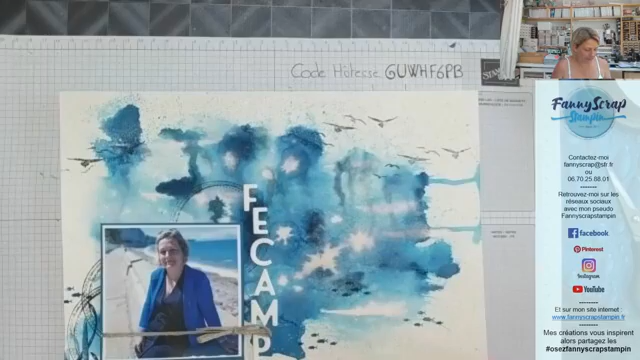 Code Hôtesse GUWHF6PB
FannyScrap
Stampin
Contactez-moi
fannyscrap@sfr.fr
ou
06.70.25.68.01
-------
Retrouvez-moi sur les
réseaux sociaux
avec mon pseudo
Fannyscrapstampin
facebook
Pinterest
Instagram
YouTube
--------
Et sur mon site internet :
www.fannyscrapstampin.fr
--------
Mes créations vous inspirent
alors partagez les
#osezfannyscrapstampin
FECAMP